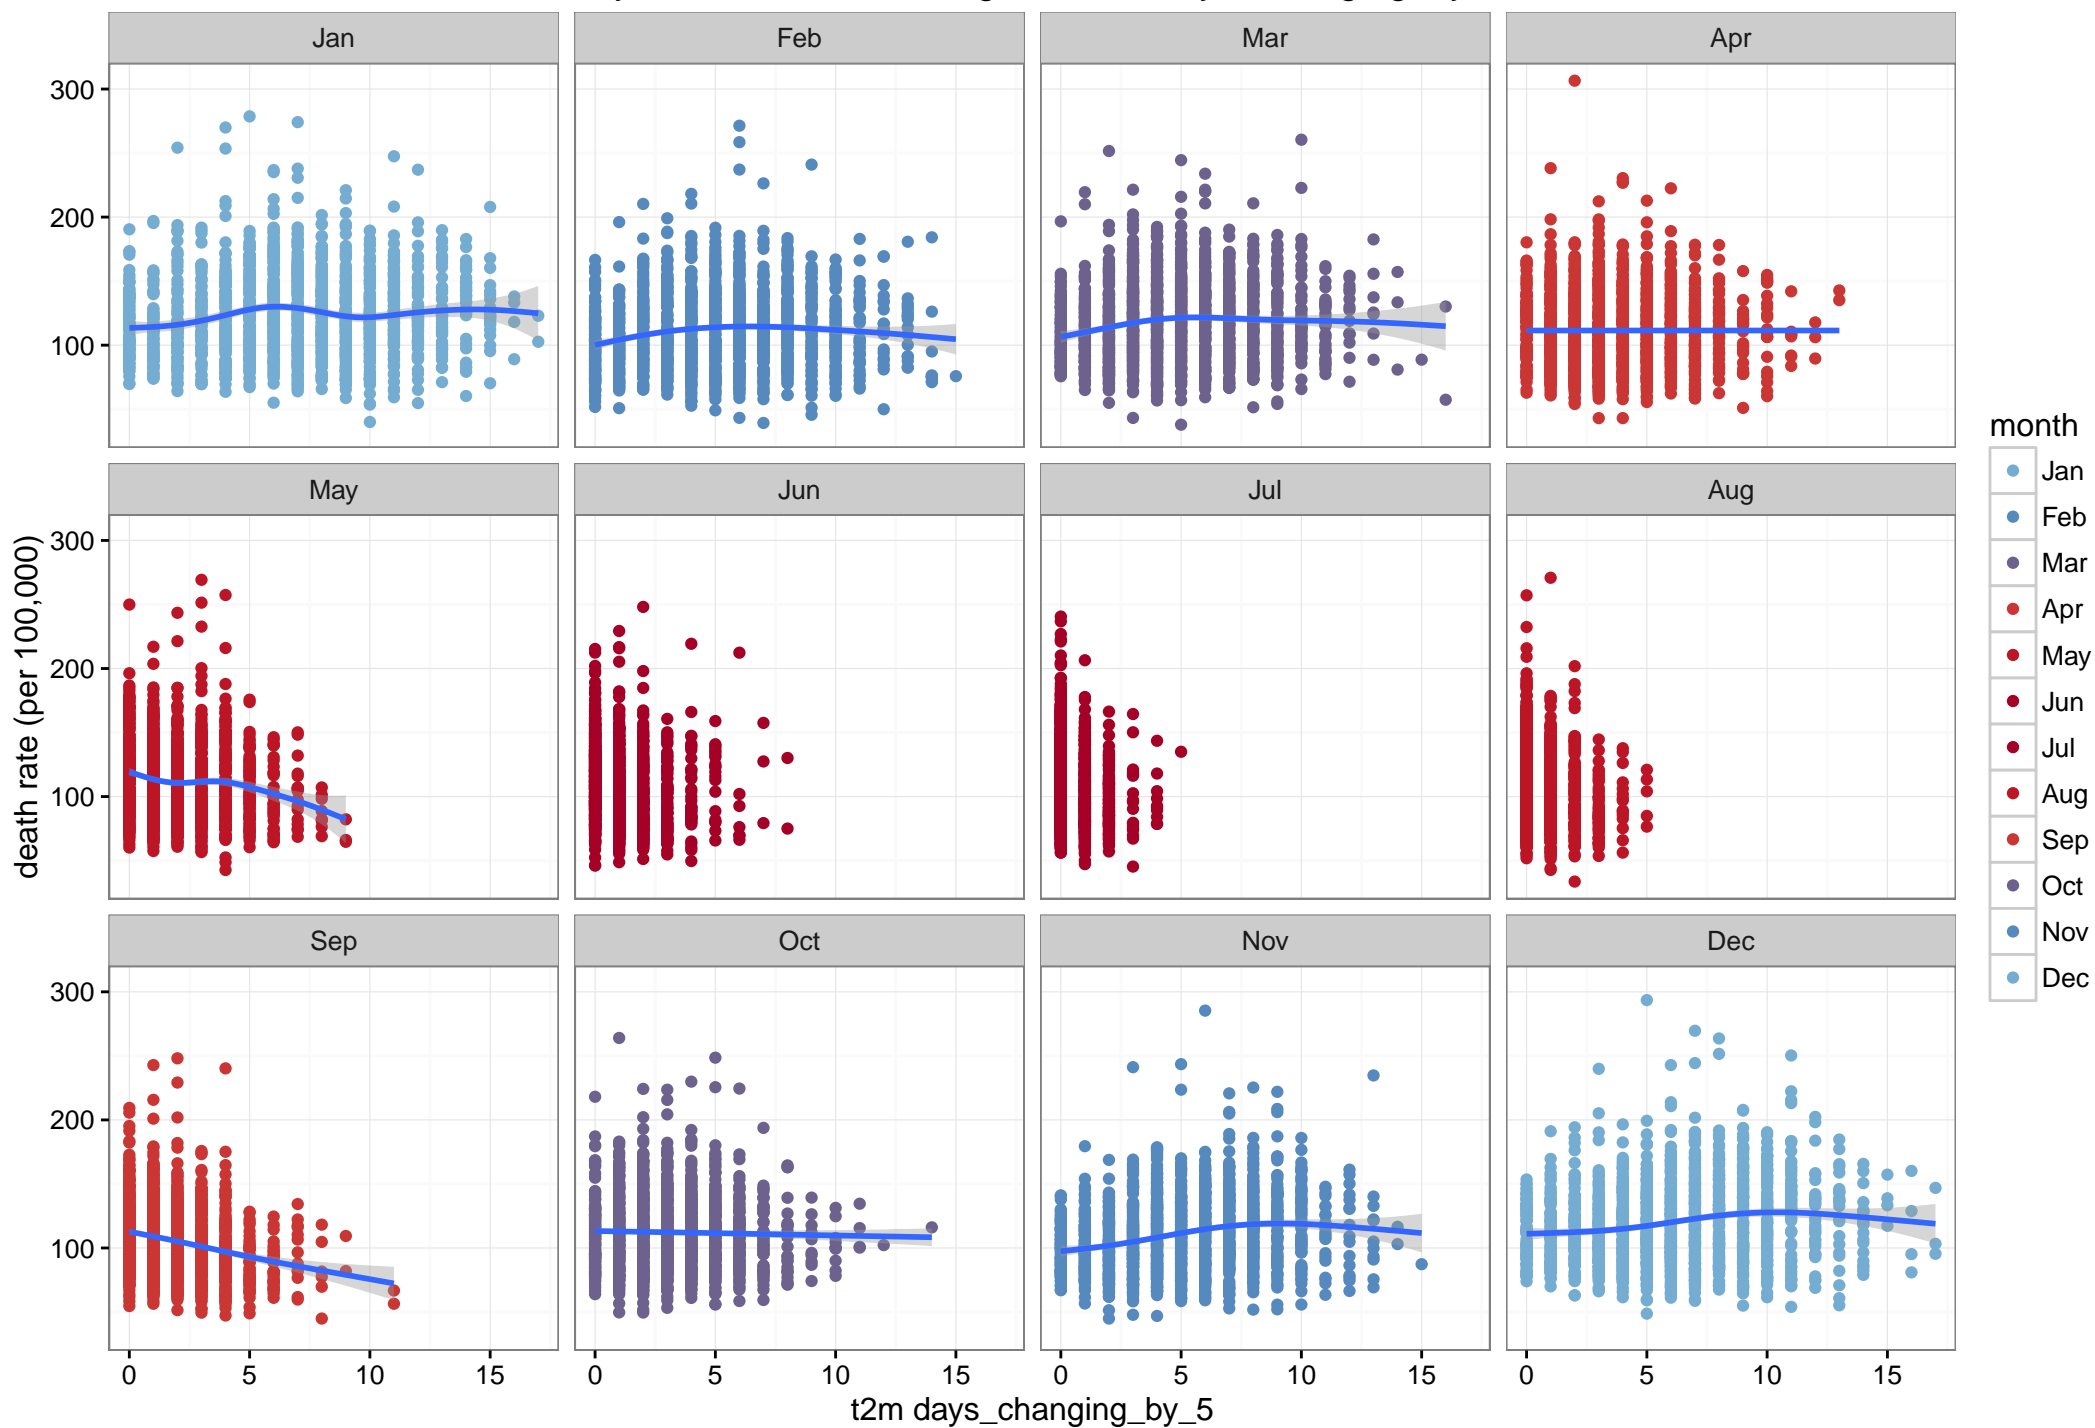 Jan Feb Mar Apr
300
200
100
May Jun Jul Aug
300
200
100
Sep Oct Nov Dec
300
200
100
0 5 10 15 0 5 10 15 0 5 10 15 0 5 10 15
t2m days_changing_by_5
death rate (per 100,000)
month
Jan
Feb
Mar
Apr
May
Jun
Jul
Aug
Sep
Oct
Nov
Dec